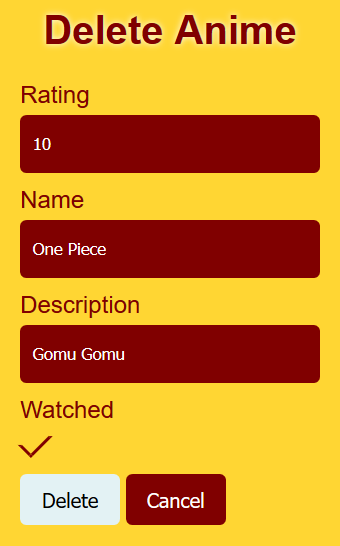 Delete Anime
Rating
10
Name
One Piece
Description
Gomu Gomu
Watched
Delete Cancel